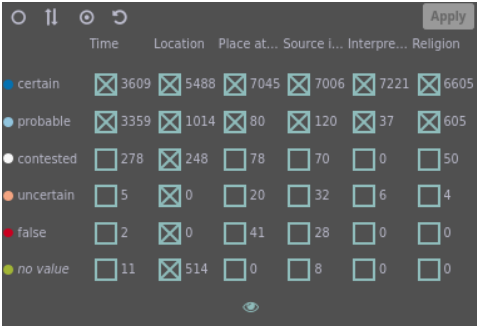 Apply
Time Location Place at... Source i... Interpre... Religion
certain 3609 5488 7045 7006 7221 6605
probable 3359 1014 80 120 37 605
contested 278 248 78 70 0 50
uncertain 5 0 20 32 6 4
false 2 0 41 28 0 0
no value 11 514 0 8 0 0